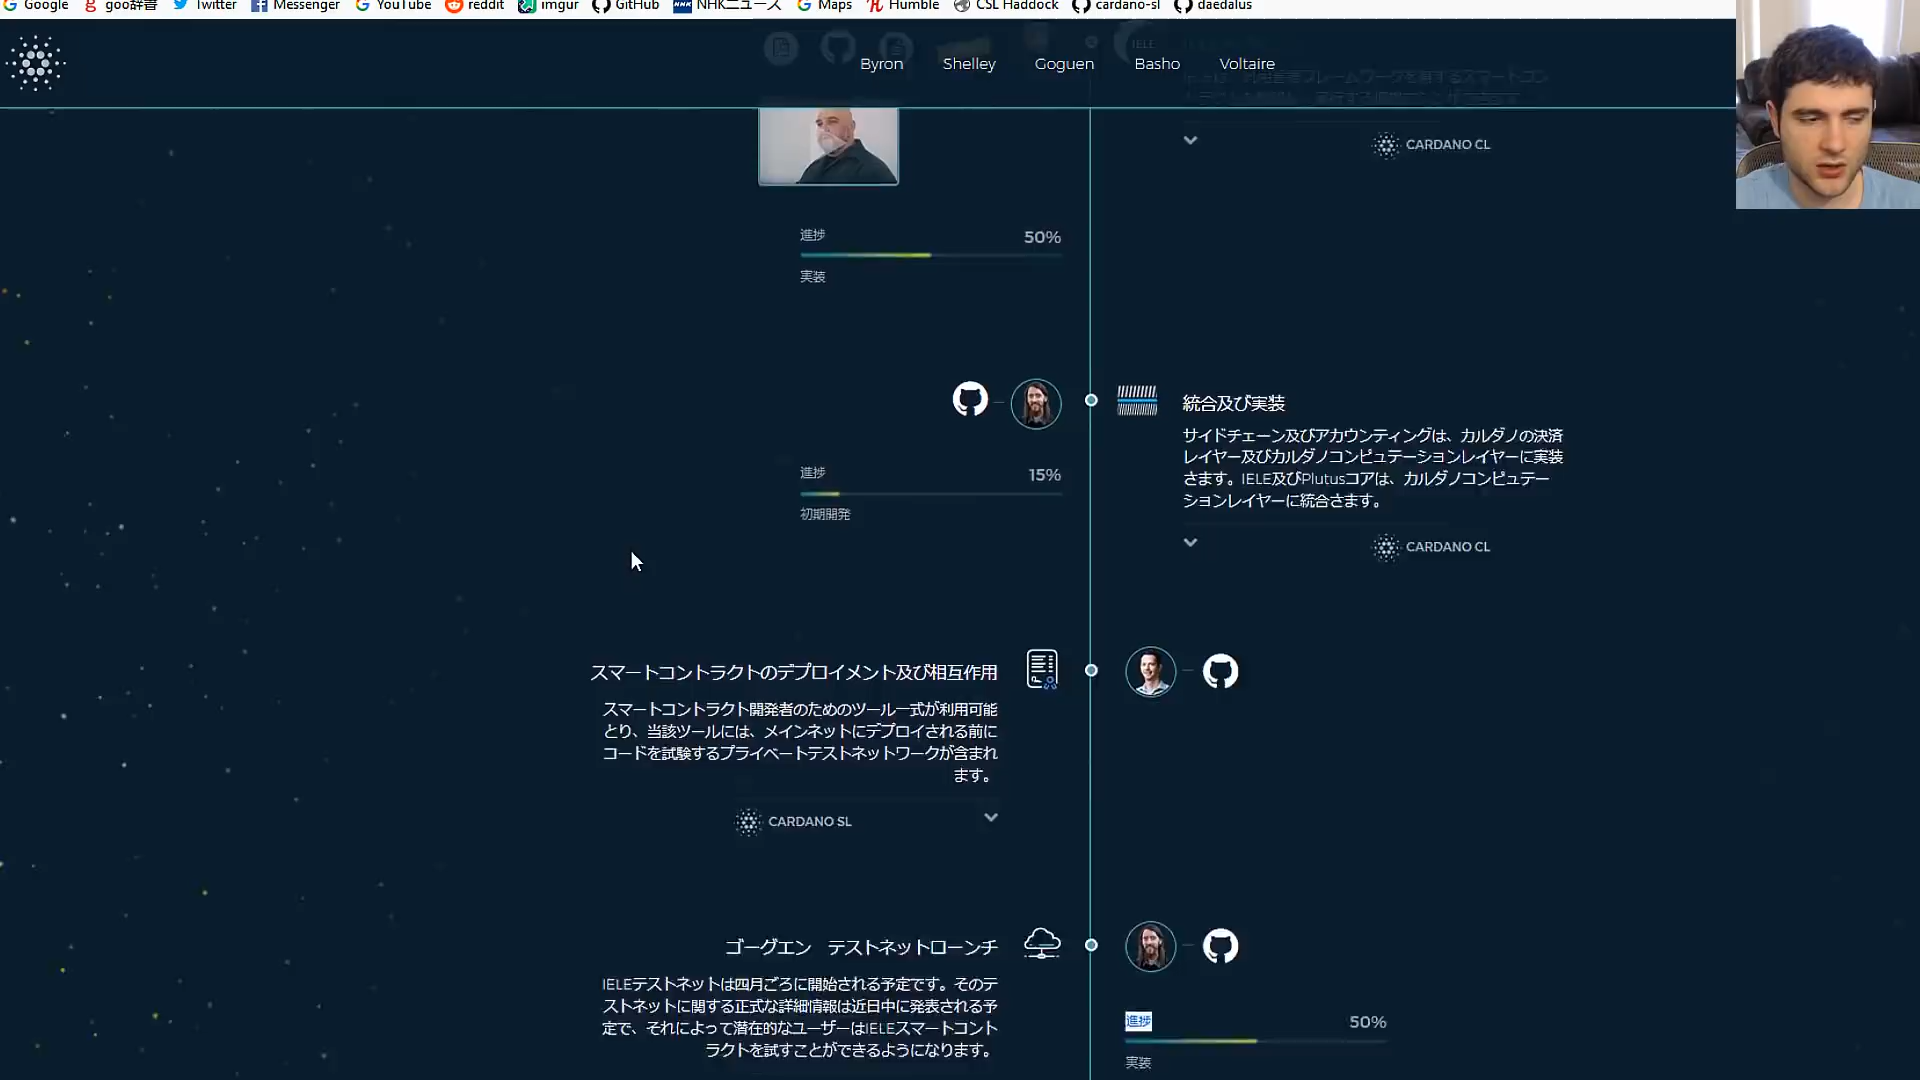 Google goo辞書 Twitter Messenger YouTube reddit imgur GitHub NHKニュース Maps Humble CSL Haddock cardano-sl daedalus
Byron Shelley Goguen Basho Voltaire
IELE
CARDANO CL
進捗 50%
実装
統合及び実装
サイドチェーン及びアカウンティングは、カルダノの決済
レイヤー及びカルダノコンピュテーションレイヤーに実装
さます。IELE及びPlutusコアは、カルダノコンピュテー
ションレイヤーに統合さます。
進捗 15%
初期開発
CARDANO CL
スマートコントラクトのデプロイメント及び相互作用
スマートコントラクト開発者のためのツール一式が利用可能
とり、当該ツールには、メインネットにデプロイされる前に
コードを試験するプライベートテストネットワークが含まれ
ます。
CARDANO SL
ゴーグエン　テストネットローンチ
IELEテストネットは四月ごろに開始される予定です。そのテ
ストネットに関する正式な詳細情報は近日中に発表される予
定で、それによって潜在的なユーザーはIELEスマートコント
ラクトを試すことができるようになります。
進捗 50%
実装